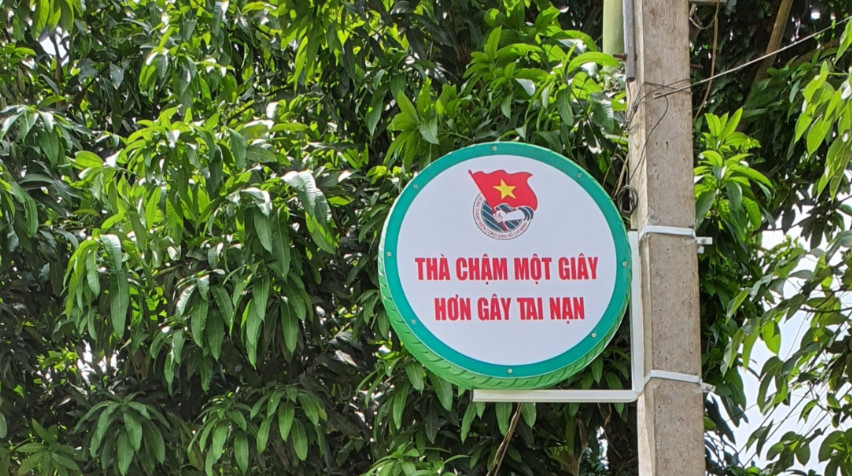 THÀ CHẬM MỘT GIÂY
HƠN GÂY TAI NẠN